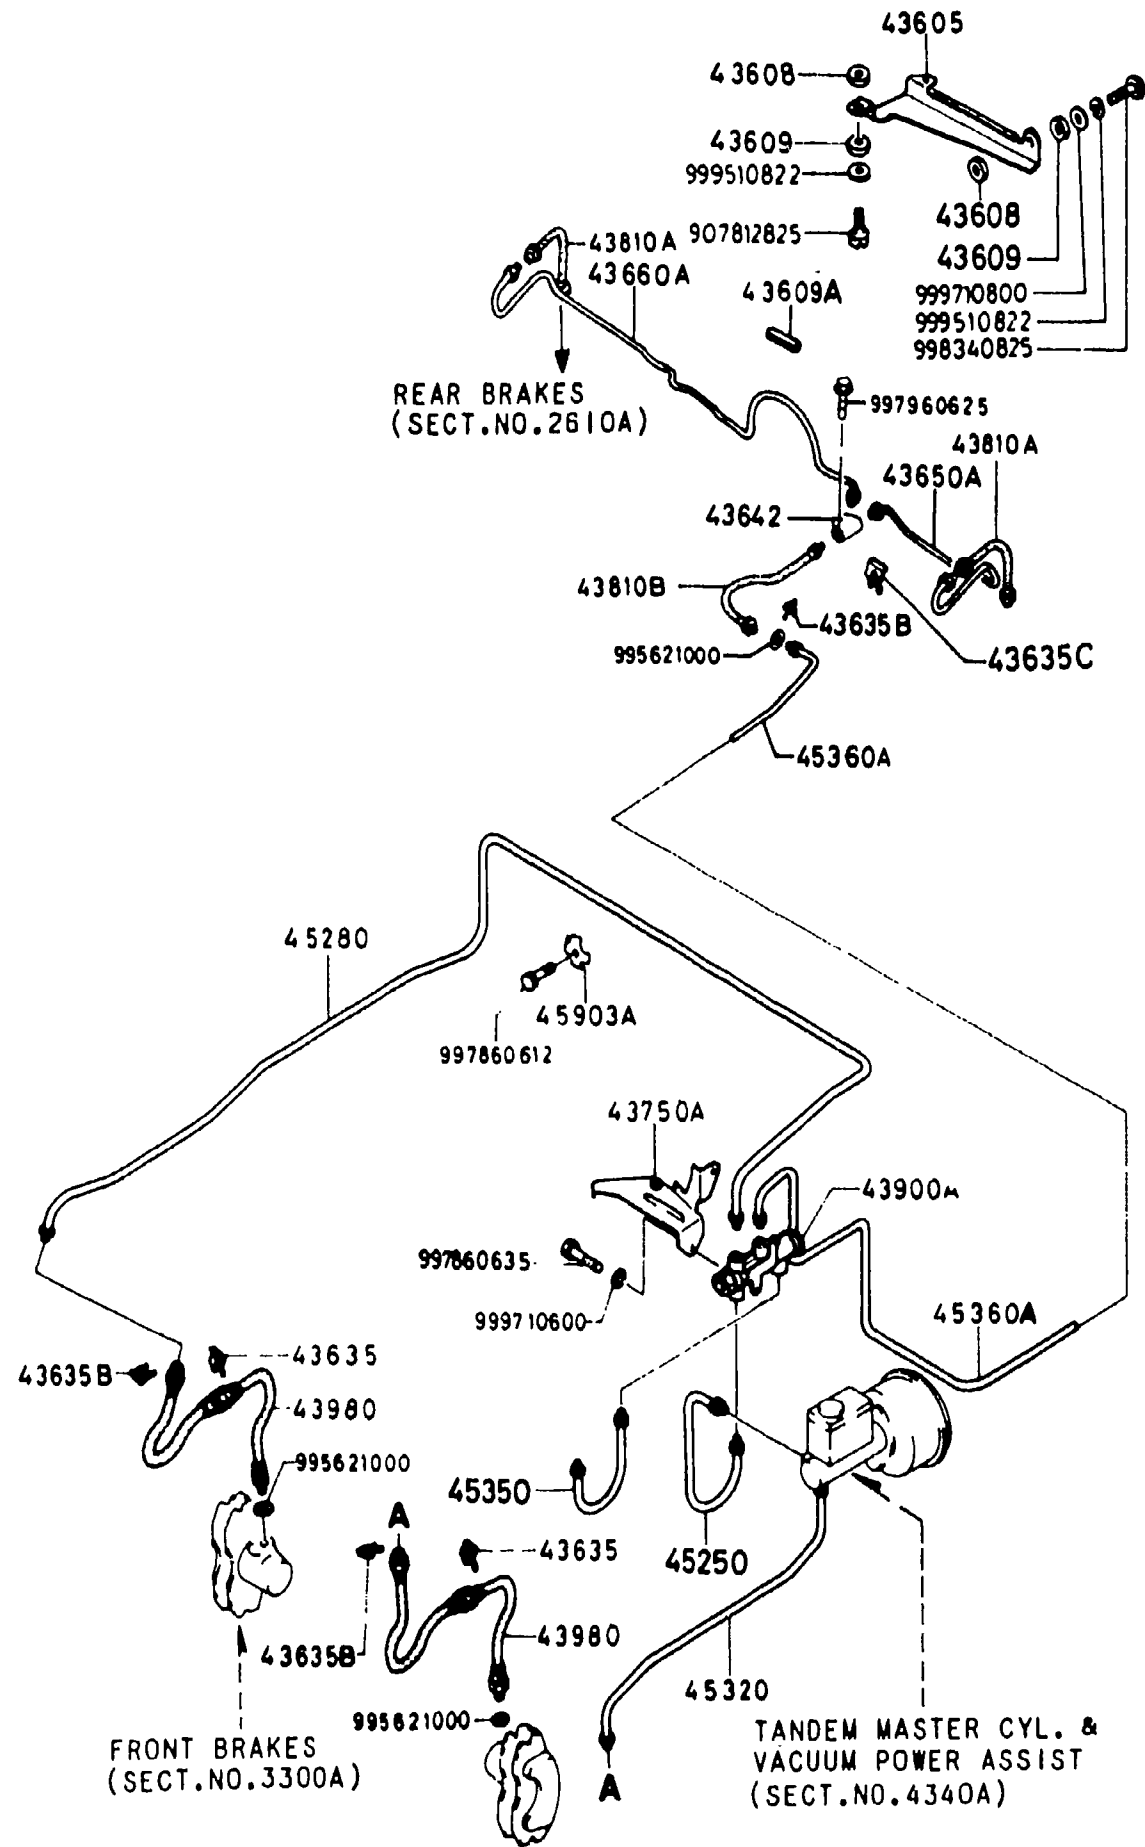 43605
43608
43609
999510822
43608
907812825
43810A
43609
43660A
43609A
999710800
999510822
998340825
REAR BRAKES
(SECT.NO.2610A)
997960625
43810A
43650A
43642
43810B
43635B
995621000
43635C
45360A
45280
45903A
997860612
43750A
43900A
997860635
999710600
45360A
43635
43635B
43980
995621000
45350
A
43635
45250
43980
43635B
45320
995621000
FRONT BRAKES
(SECT.NO.3300A)
TANDEM MASTER CYL. &
VACUUM POWER ASSIST
(SECT.NO.4340A)
A